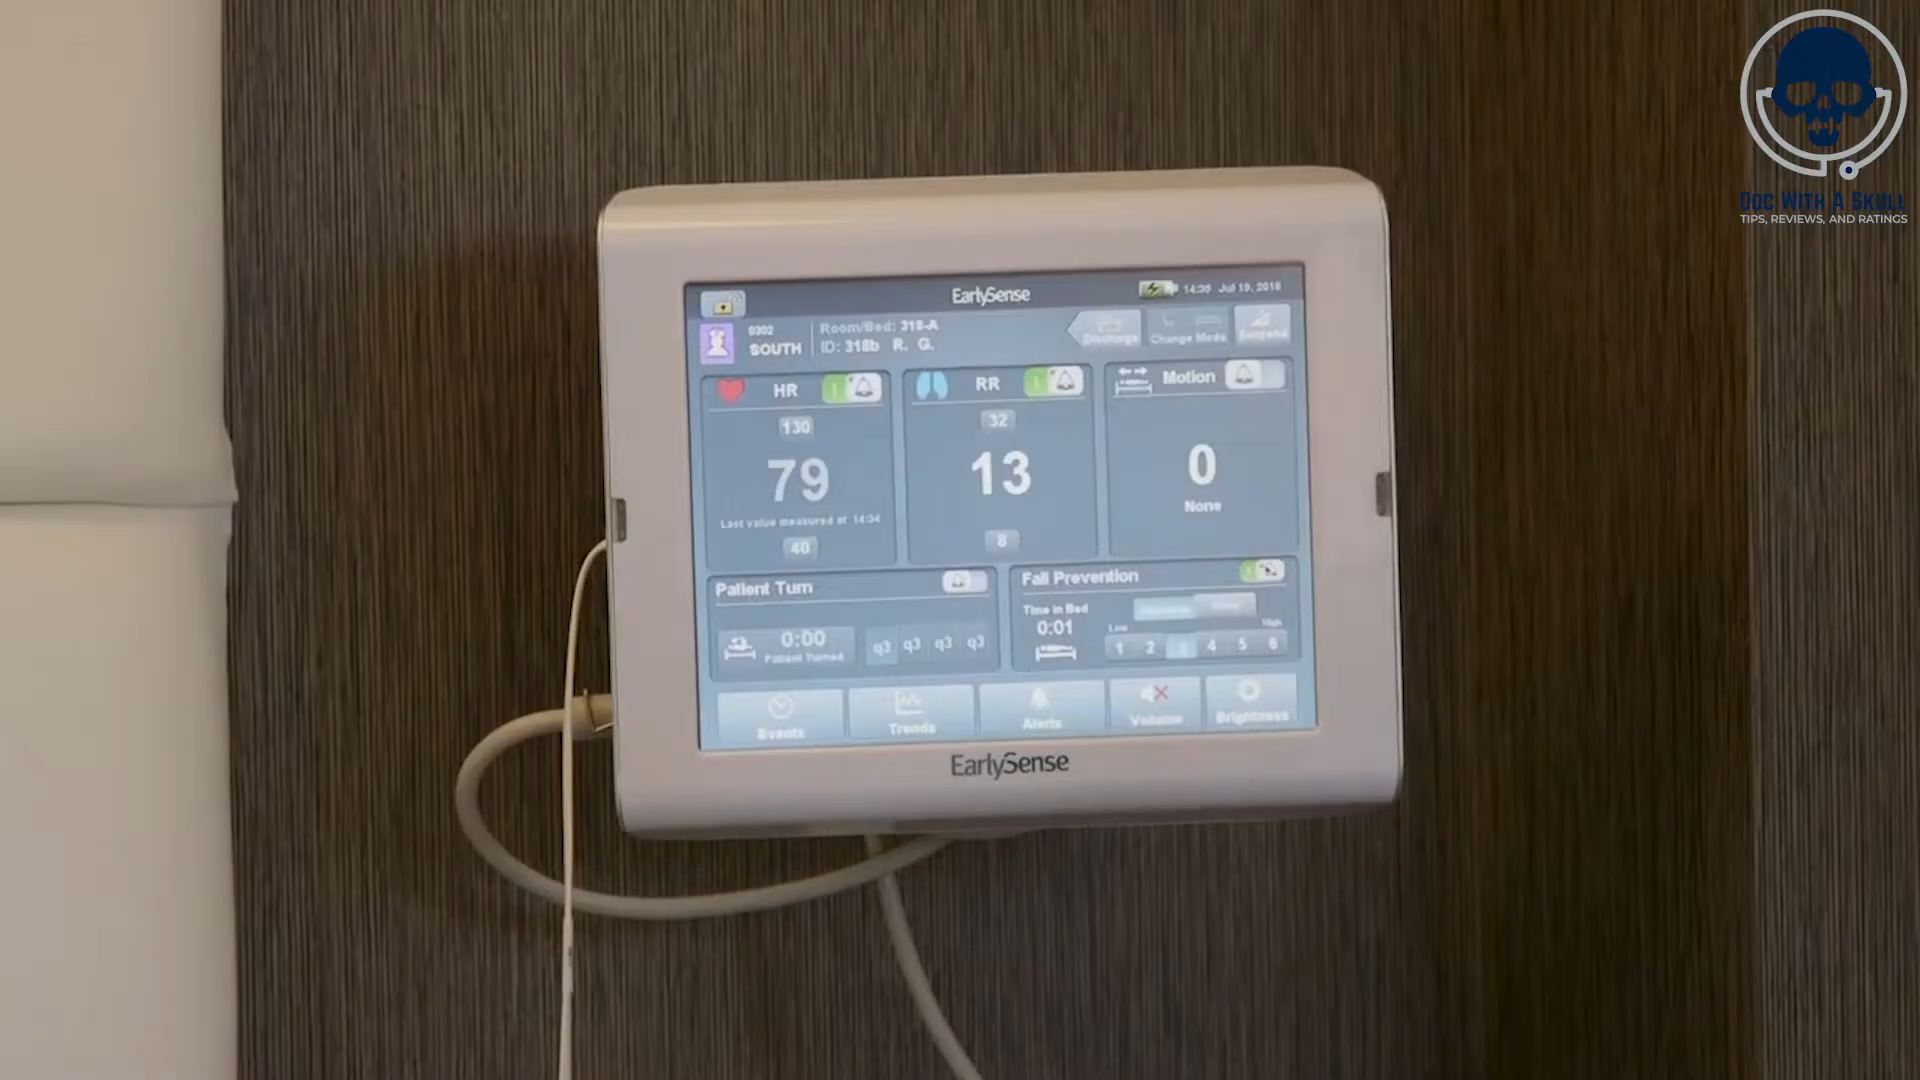 DOC WITH A SKULL
TIPS, REVIEWS, AND RATINGS
EarlySense
14:35 Jul 19, 2018
0302
SOUTH
Room/Bed: 318-A
ID: 318b R. G.
Discharge
Change Mode
Suspend
HR
130
79
Last value measured at 14:34
40
RR
32
13
8
Motion
0
None
Patient Turn
0:00
Patient Turned
q3 q3 q3 q3
Fall Prevention
Time in Bed
0:01
Low
High
1 2 3 4 5 6
Events
Trends
Alerts
Volume
Brightness
EarlySense